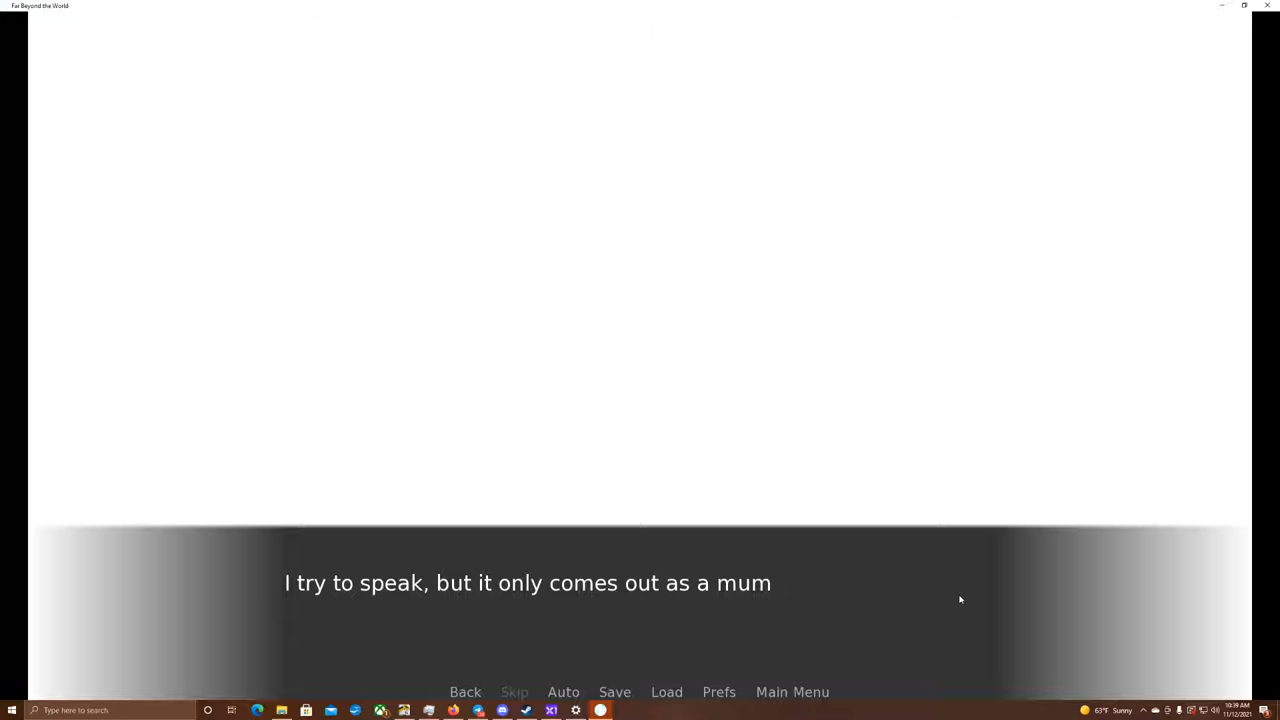 Far Beyond the World
I try to speak, but it only comes out as a mum
Back Skip Auto Save Load Prefs Main Menu
Type here to search
63°F Sunny
10:39 AM
11/12/2021